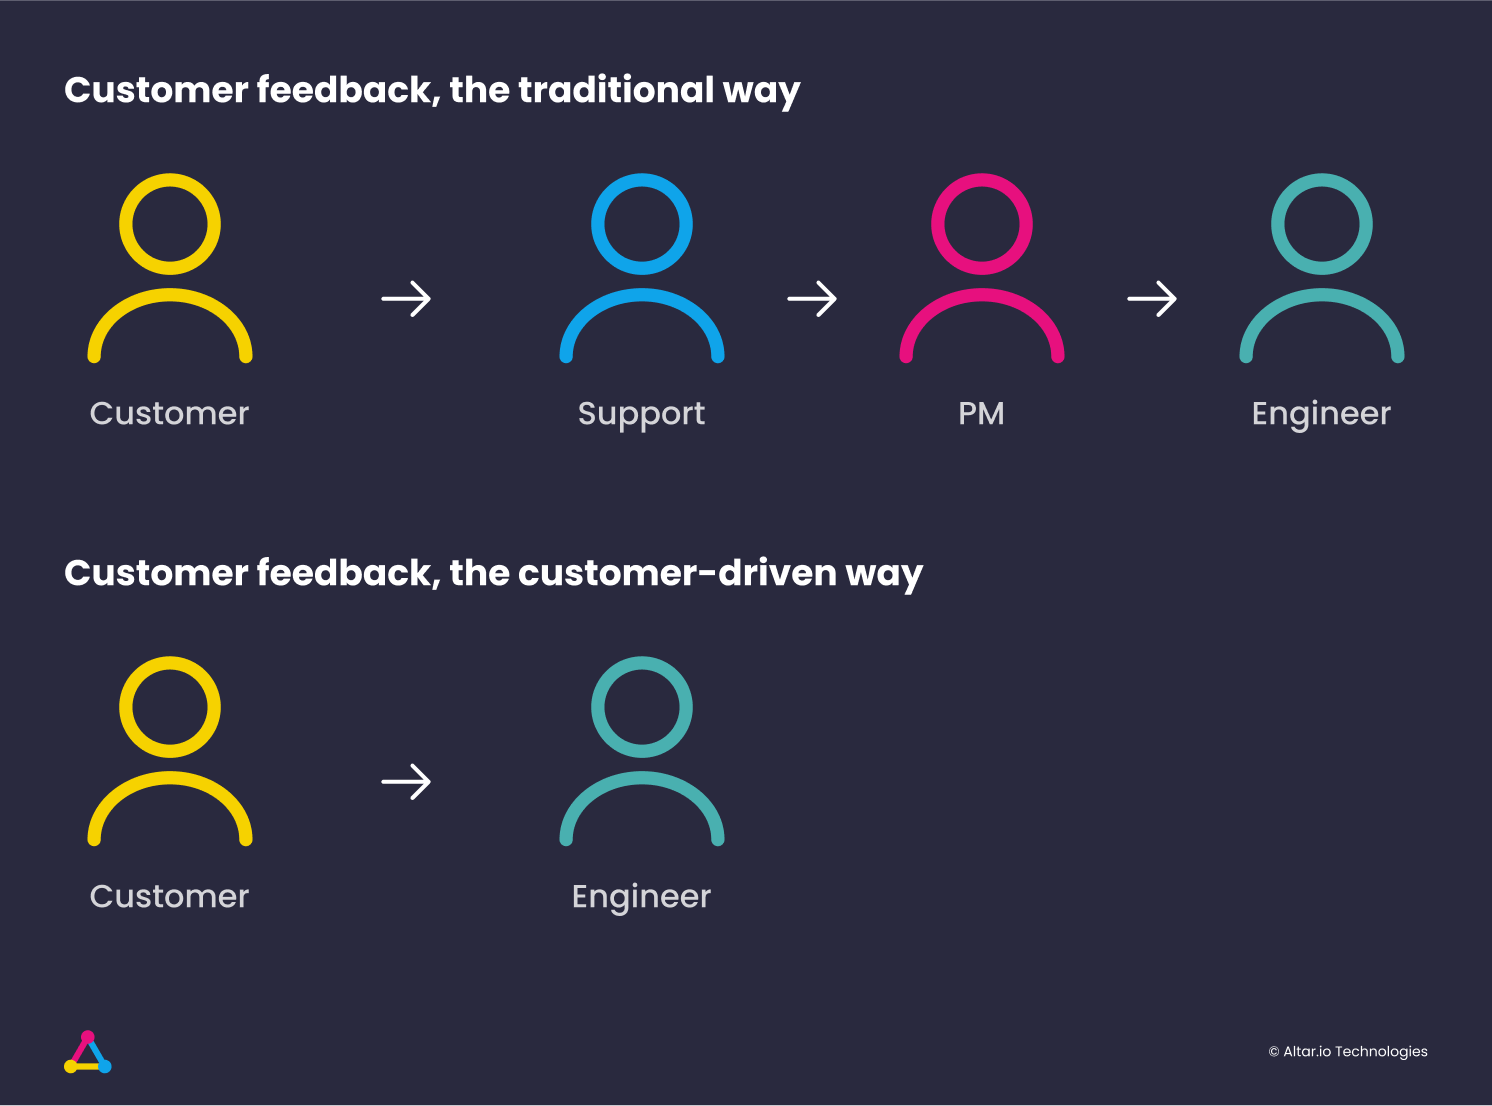 Customer feedback, the traditional way
Customer
Support
PM
Engineer
Customer feedback, the customer-driven way
Customer
Engineer
© Altar.io Technologies